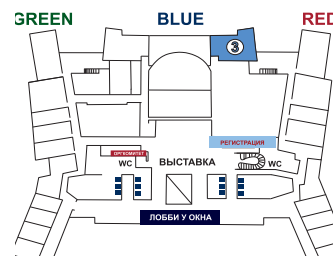 GREEN BLUE RED
3
РЕГИСТРАЦИЯ
ОРГКОМИТЕТ
ВЫСТАВКА
WC WC
ЛОББИ У ОКНА